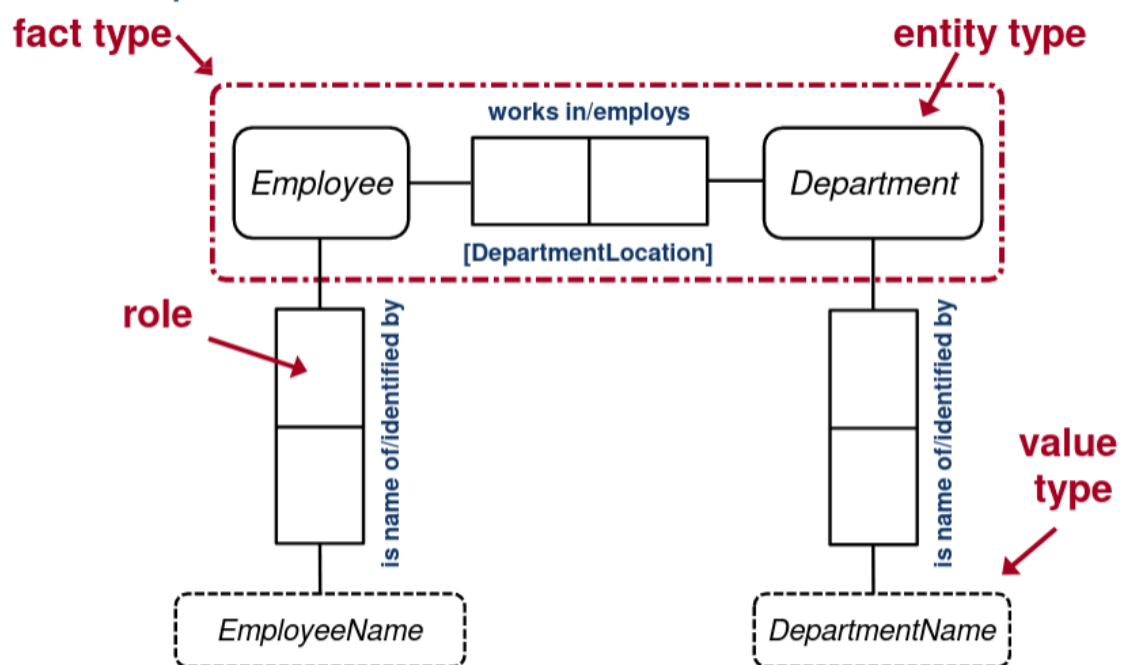 fact type
entity type
works in/employs
Employee
Department
[DepartmentLocation]
role
is name of/identified by
is name of/identified by
value
type
EmployeeName
DepartmentName